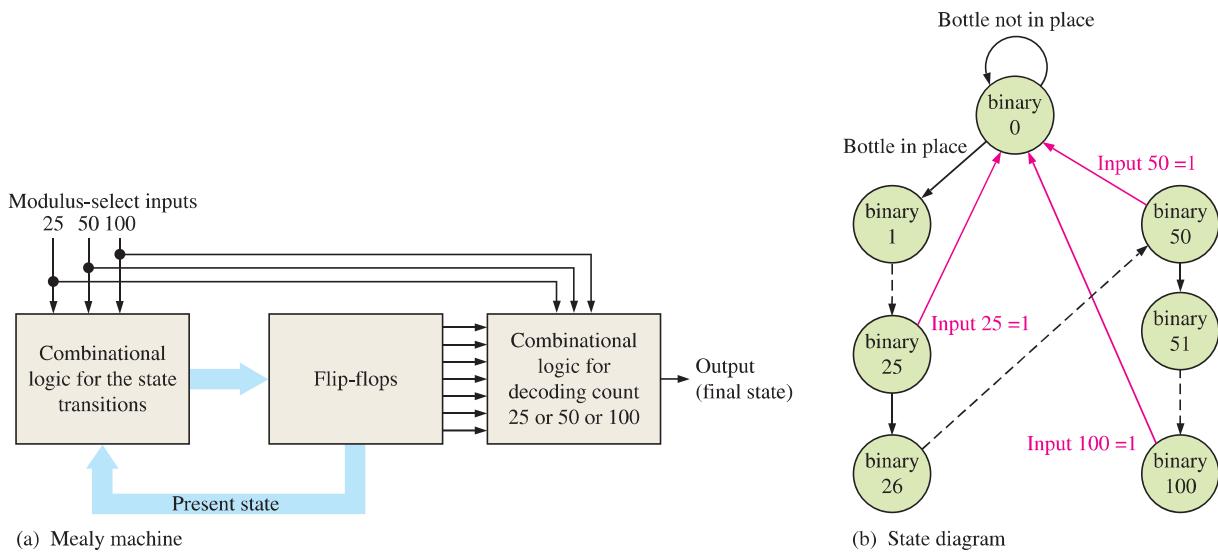 Modulus-select inputs
25 50 100
Combinational
logic for the state
transitions
Flip-flops
Combinational
logic for
decoding count
25 or 50 or 100
Output
(final state)
Present state
(a) Mealy machine
Bottle not in place
binary
0
Bottle in place
Input 50 =1
binary
1
binary
50
Input 25 =1
binary
25
binary
51
Input 100 =1
binary
26
binary
100
(b) State diagram